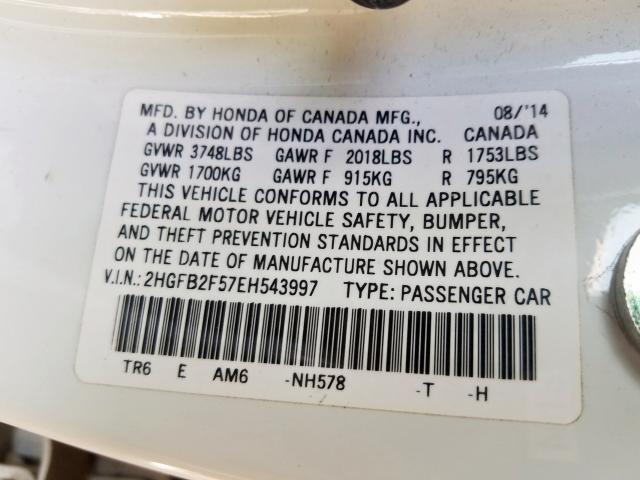 MFD. BY HONDA OF CANADA MFG., 08/'14
A DIVISION OF HONDA CANADA INC. CANADA
GVWR 3748LBS GAWR F 2018LBS R 1753LBS
GVWR 1700KG GAWR F 915KG R 795KG
THIS VEHICLE CONFORMS TO ALL APPLICABLE
FEDERAL MOTOR VEHICLE SAFETY, BUMPER,
AND THEFT PREVENTION STANDARDS IN EFFECT
ON THE DATE OF MANUFACTURE SHOWN ABOVE.
V.I.N.: 2HGFB2F57EH543997 TYPE: PASSENGER CAR
TR6 E AM6 -NH578 -T -H